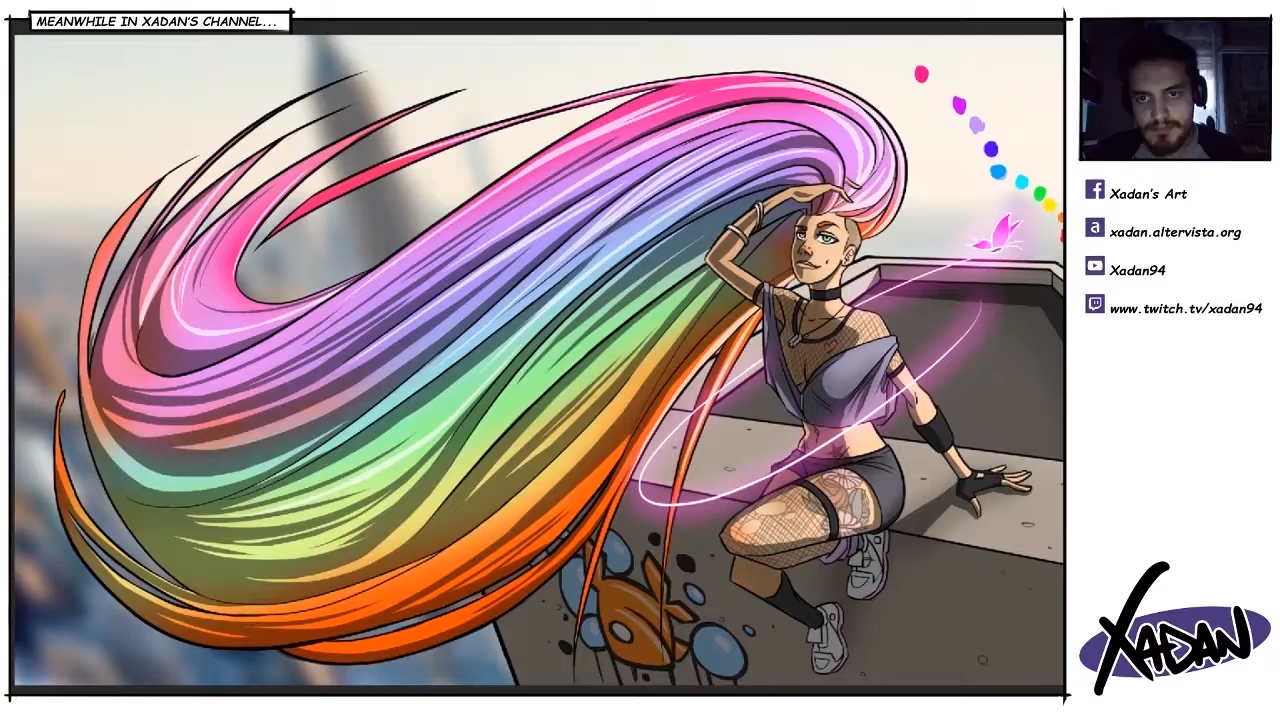 MEANWHILE IN XADAN'S CHANNEL...
Xadan's Art
xadan.altervista.org
Xadan94
www.twitch.tv/xadan94
XADAN